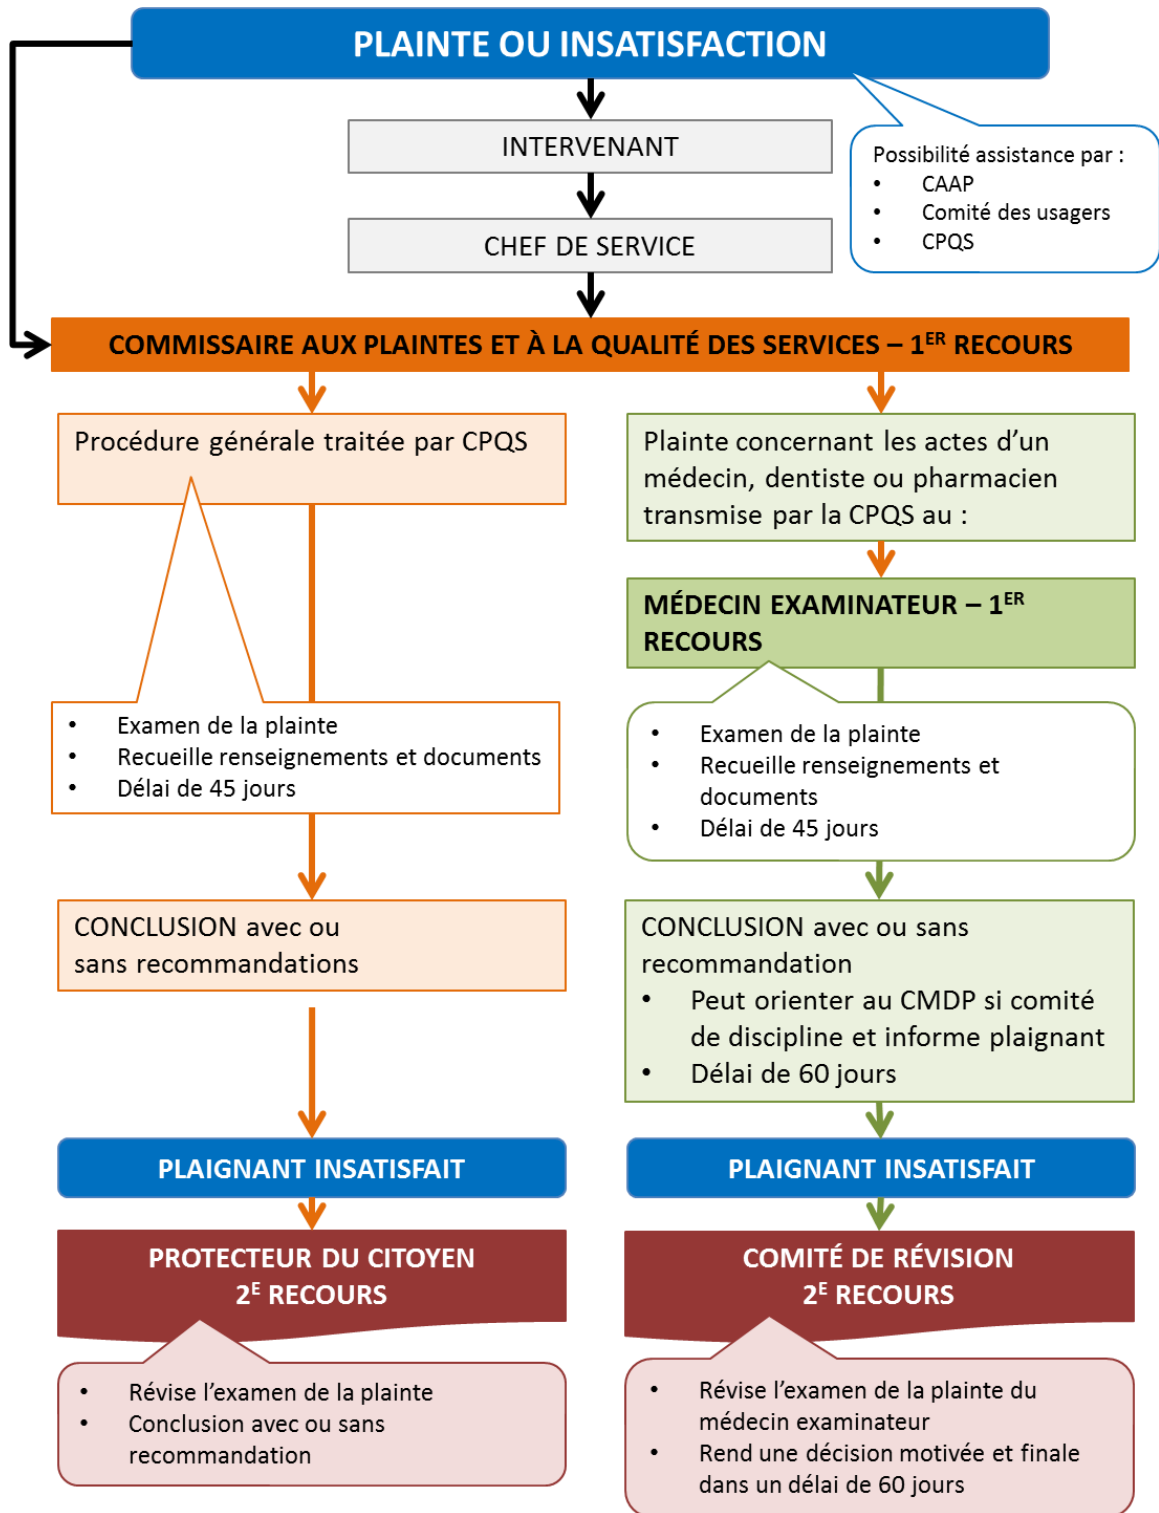 PLAINTE OU INSATISFACTION
INTERVENANT
CHEF DE SERVICE
Possibilité assistance par :
• CAAP
• Comité des usagers
• CPQS
COMMISSAIRE AUX PLAINTES ET À LA QUALITÉ DES SERVICES – 1ER RECOURS
Procédure générale traitée par CPQS
• Examen de la plainte
• Recueille renseignements et documents
• Délai de 45 jours
CONCLUSION avec ou
sans recommandations
PLAIGNANT INSATISFAIT
PROTECTEUR DU CITOYEN
2E RECOURS
• Révise l’examen de la plainte
• Conclusion avec ou sans
recommandation
Plainte concernant les actes d’un
médecin, dentiste ou pharmacien
transmise par la CPQS au :
MÉDECIN EXAMINATEUR – 1ER
RECOURS
• Examen de la plainte
• Recueille renseignements et
documents
• Délai de 45 jours
CONCLUSION avec ou sans
recommandation
• Peut orienter au CMDP si comité
de discipline et informe plaignant
• Délai de 60 jours
PLAIGNANT INSATISFAIT
COMITÉ DE RÉVISION
2E RECOURS
• Révise l’examen de la plainte du
médecin examinateur
• Rend une décision motivée et finale
dans un délai de 60 jours